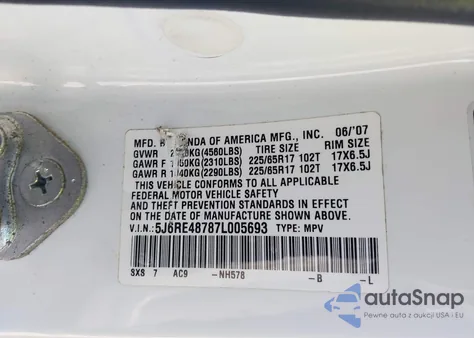 MFD. B HONDA OF AMERICA MFG., INC. 06/'07
GVWR KG(4560LBS) TIRE SIZE RIM SIZE
GAWR F 1050KG(2310LBS) 225/65R17 102T 17X6.5J
GAWR R 1040KG(2290LBS) 225/65R17 102T 17X6.5J
THIS VEHICLE CONFORMS TO ALL APPLICABLE
FEDERAL MOTOR VEHICLE SAFETY AND THEFT
PREVENTION STANDARDS IN EFFECT ON THE
DATE OF MANUFACTURE SHOWN ABOVE.
V.I.N.: 5J6RE48787L005693 TYPE: MPV
SXS 7 AC9 -NH578 -B -L
autoSnap
Pewne auta z aukcji USA i EU